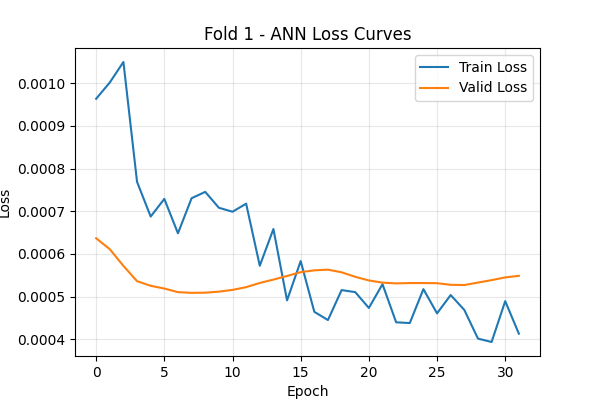 Fold 1 - ANN Loss Curves
Train Loss
Valid Loss
Loss
0.0010
0.0009
0.0008
0.0007
0.0006
0.0005
0.0004
0 5 10 15 20 25 30
Epoch